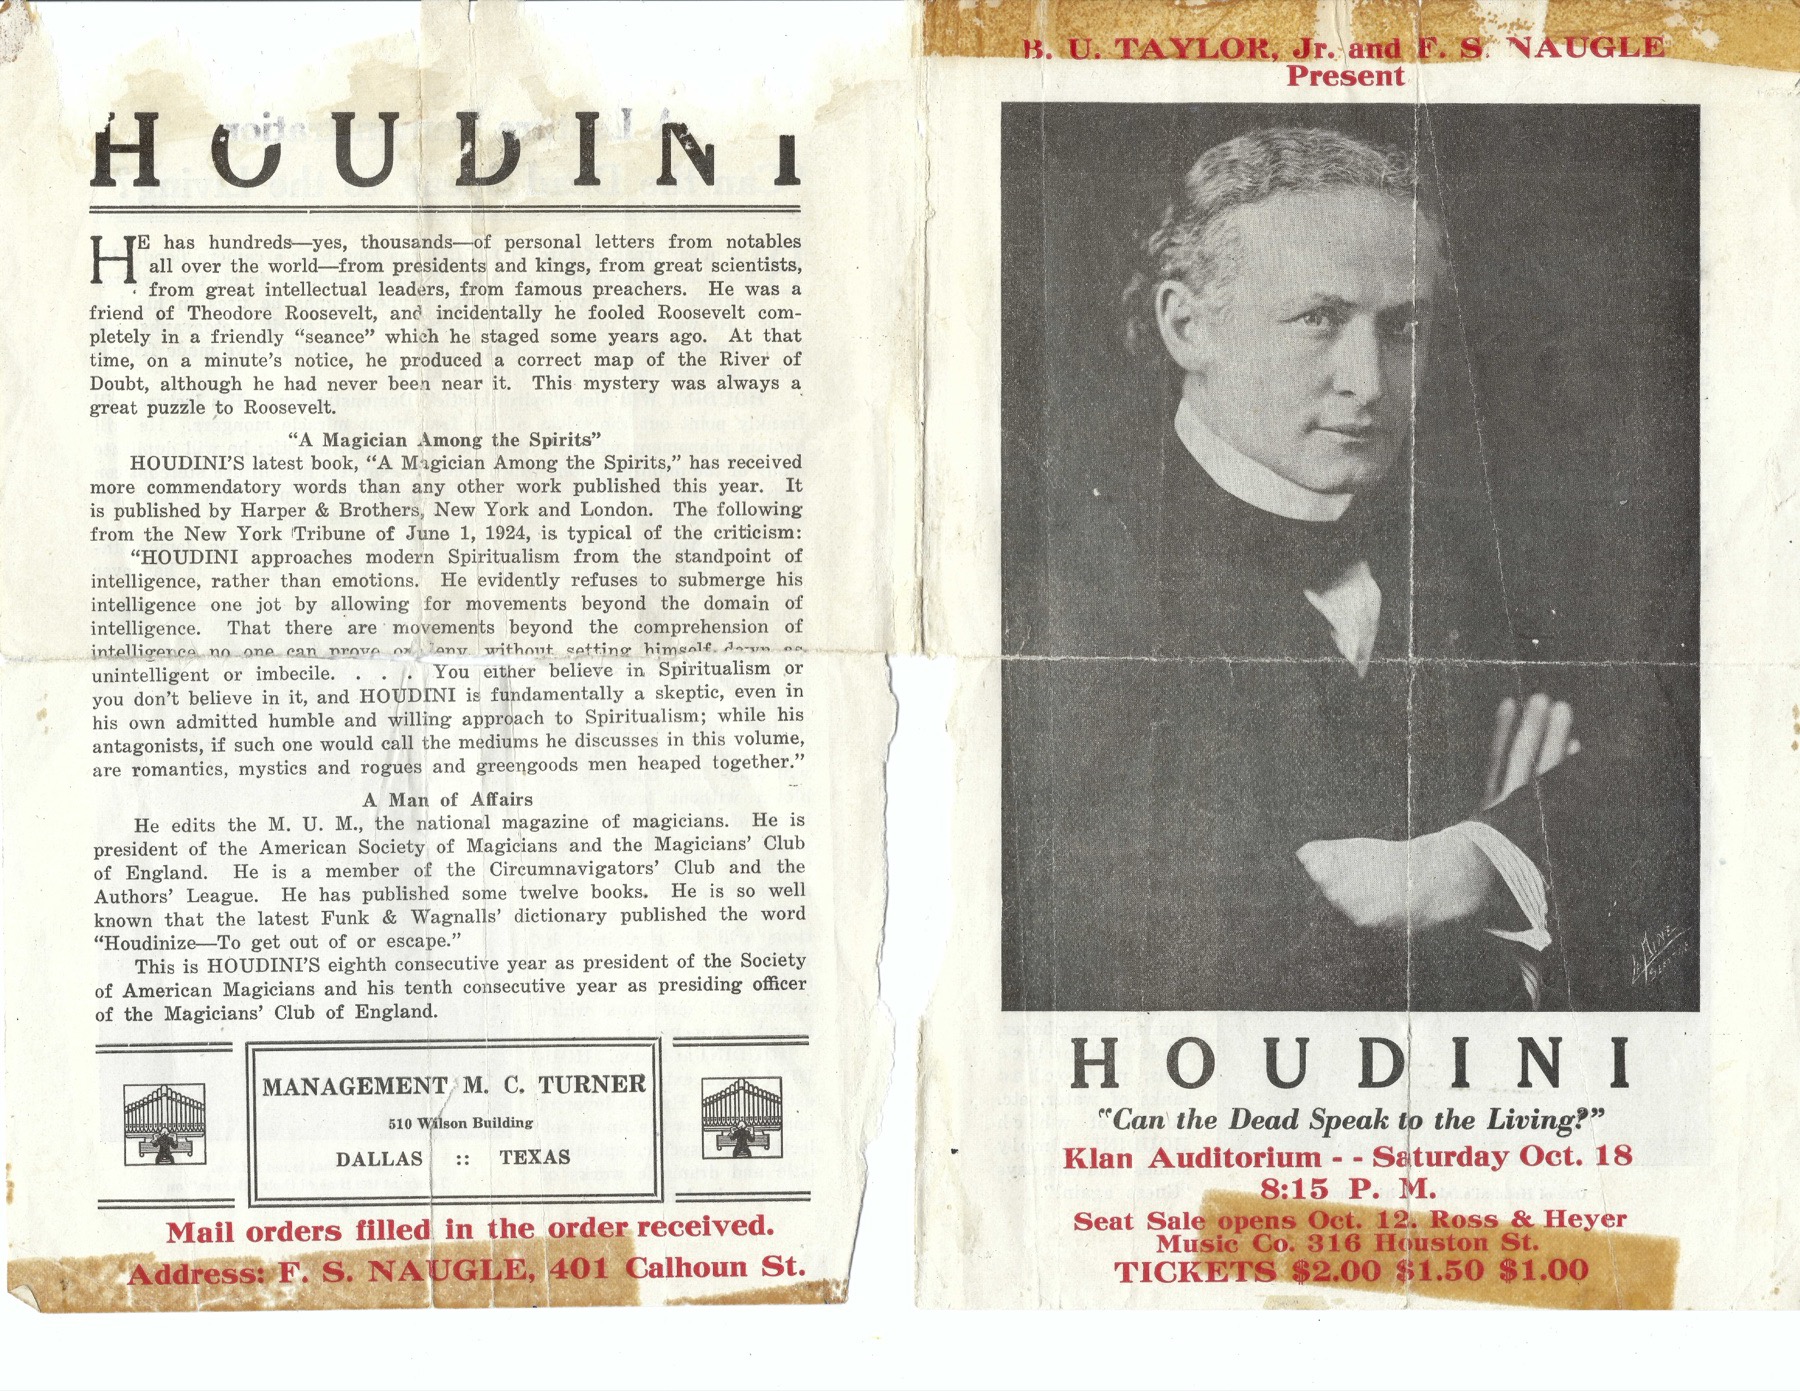 HOUDINI
HE has hundreds—yes, thousands—of personal letters from notables
all over the world—from presidents and kings, from great scientists,
from great intellectual leaders, from famous preachers. He was a
friend of Theodore Roosevelt, and incidentally he fooled Roosevelt com-
pletely in a friendly “seance” which he staged some years ago. At that
time, on a minute's notice, he produced a correct map of the River of
Doubt, although he had never been near it. This mystery was always a
great puzzle to Roosevelt.
“A Magician Among the Spirits”
HOUDINI'S latest book, “A Magician Among the Spirits,” has received
more commendatory words than any other work published this year. It
is published by Harper & Brothers, New York and London. The following
from the New York Tribune of June 1, 1924, is typical of the criticism:
“HOUDINI approaches modern Spiritualism from the standpoint of
intelligence, rather than emotions. He evidently refuses to submerge his
intelligence one jot by allowing for movements beyond the domain of
intelligence. That there are movements beyond the comprehension of
intelligence no one can prove or deny without setting himself down as
unintelligent or imbecile. . . . You either believe in Spiritualism or
you don't believe in it, and HOUDINI is fundamentally a skeptic, even in
his own admitted humble and willing approach to Spiritualism; while his
antagonists, if such one would call the mediums he discusses in this volume,
are romantics, mystics and rogues and greengoods men heaped together.”
A Man of Affairs
He edits the M. U. M., the national magazine of magicians. He is
president of the American Society of Magicians and the Magicians' Club
of England. He is a member of the Circumnavigators' Club and the
Authors' League. He has published some twelve books. He is so well
known that the latest Funk & Wagnalls' dictionary published the word
“Houdinize—To get out of or escape.”
This is HOUDINI'S eighth consecutive year as president of the Society
of American Magicians and his tenth consecutive year as presiding officer
of the Magicians' Club of England.
MANAGEMENT M. C. TURNER
510 Wilson Building
DALLAS :: TEXAS
Mail orders filled in the order received.
Address: F. S. NAUGLE, 401 Calhoun St.
B. U. TAYLOR, Jr. and F. S. NAUGLE
Present
HOUDINI
“Can the Dead Speak to the Living?”
Klan Auditorium - - Saturday Oct. 18
8:15 P. M.
Seat Sale opens Oct. 12. Ross & Heyer
Music Co. 316 Houston St.
TICKETS $2.00 $1.50 $1.00